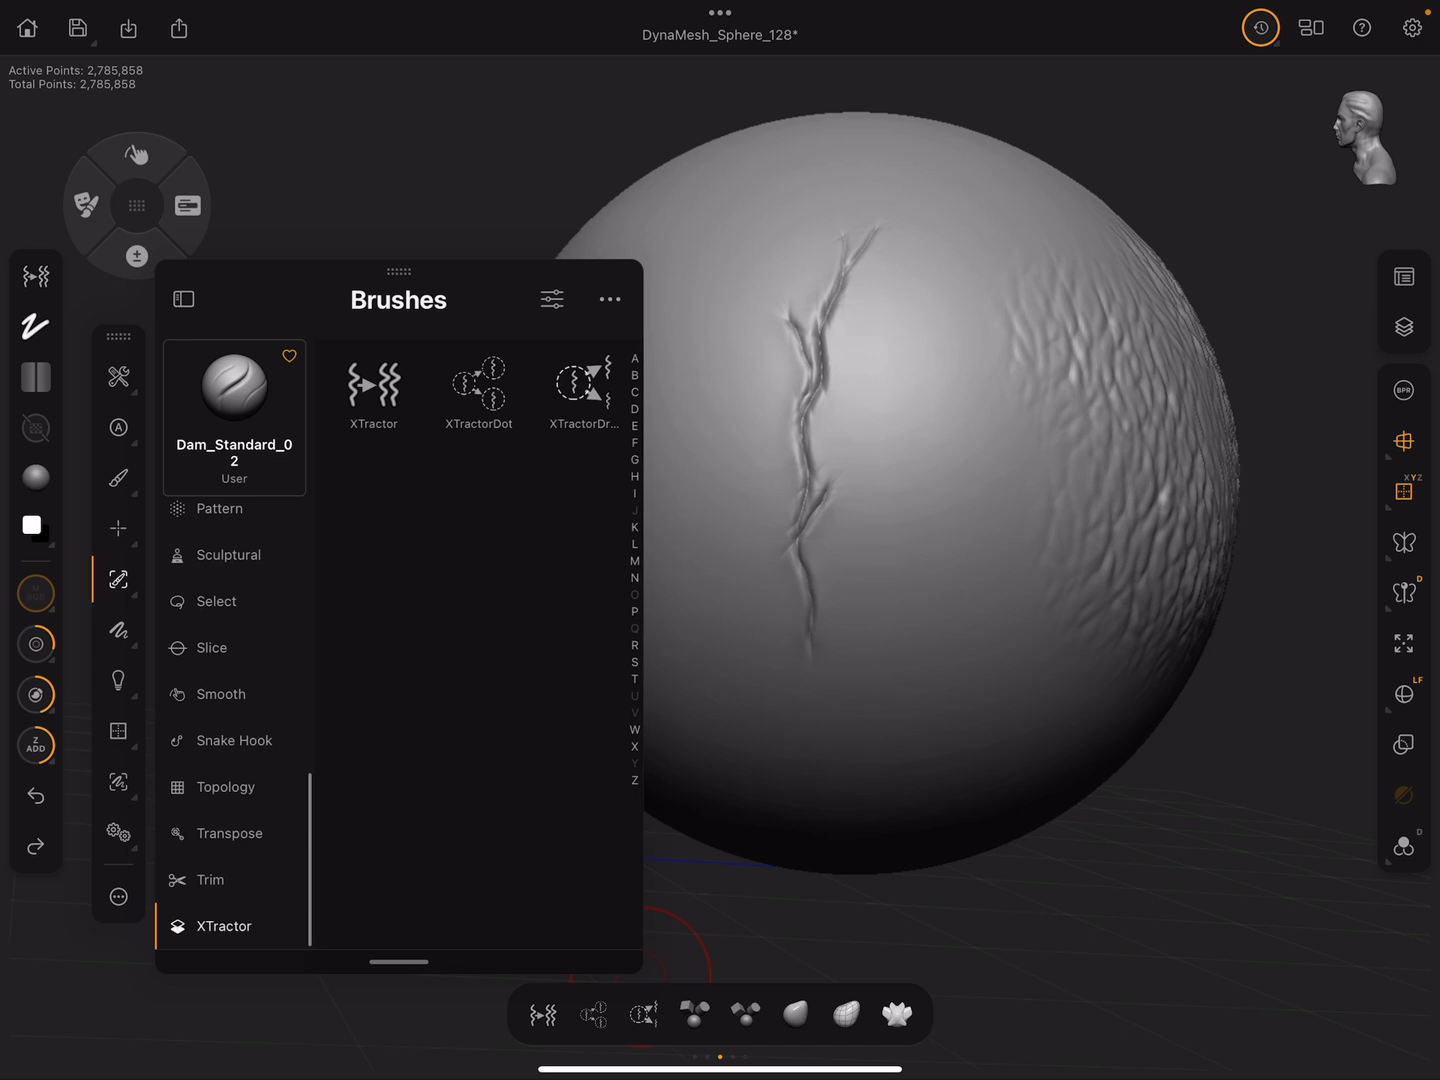 DynaMesh_Sphere_128*
Active Points: 2,785,858
Total Points: 2,785,858
Brushes
Dam_Standard_0
2
User
XTractor
XTractorDot
XTractorDr...
Pattern
Sculptural
Select
Slice
Smooth
Snake Hook
Topology
Transpose
Trim
XTractor
A
B
C
D
E
F
G
H
I
J
K
L
M
N
O
P
Q
R
S
T
U
V
W
X
Y
Z
A
Z
ADD
BPR
XYZ
D
LF
D